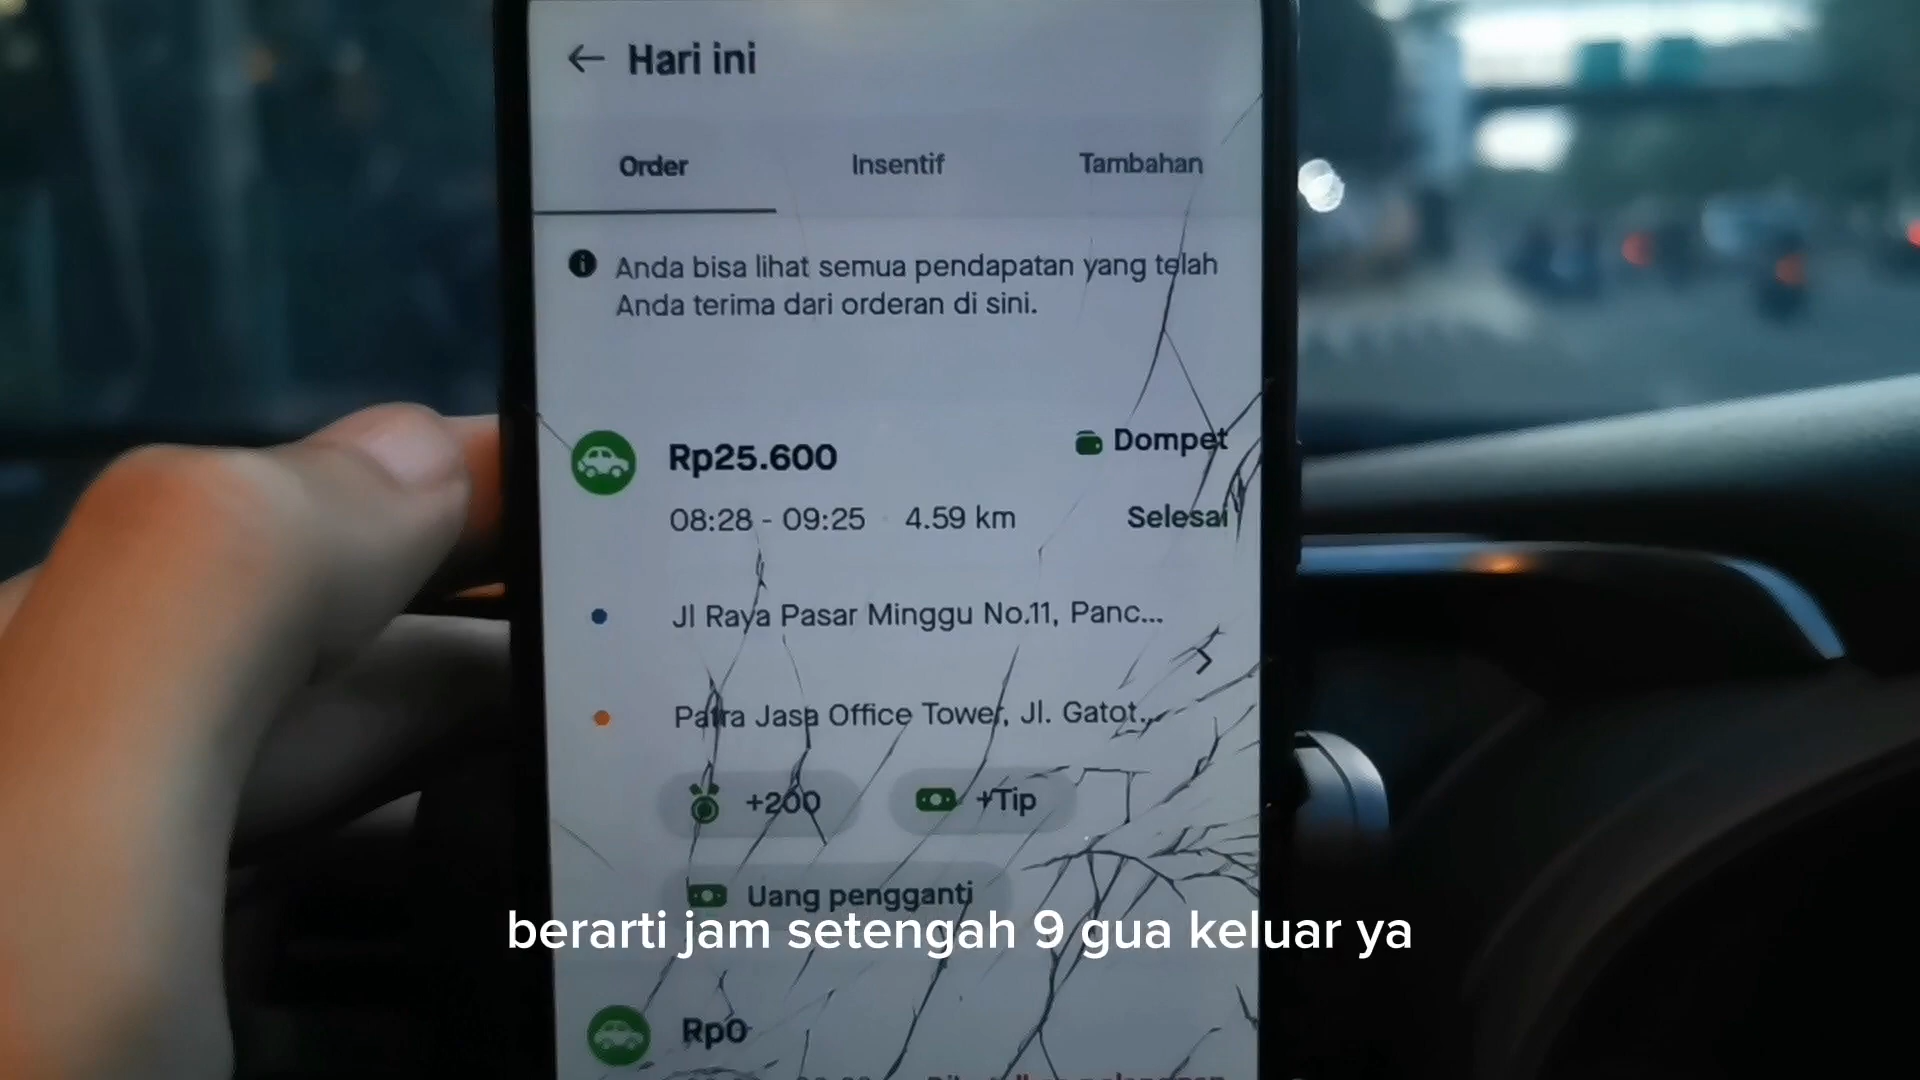 Hari ini
Order
Insentif
Tambahan
Anda bisa lihat semua pendapatan yang telah
Anda terima dari orderan di sini.
Rp25.600
Dompet
08:28 - 09:25
4.59 km
Selesai
Jl Raya Pasar Minggu No.11, Panc...
Patra Jasa Office Tower, Jl. Gatot...
+200
+Tip
Uang pengganti
berarti jam setengah 9 gua keluar ya
Rp0